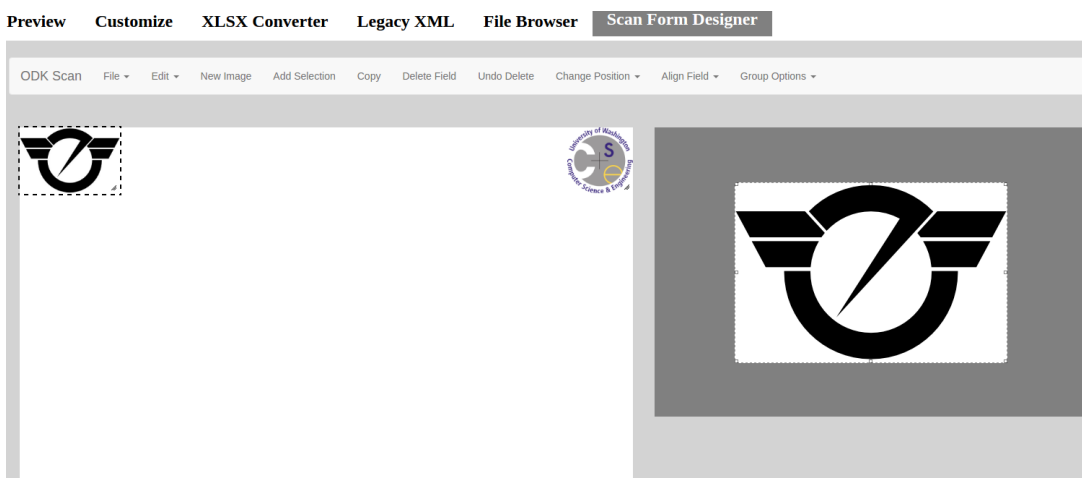 Preview Customize XLSX Converter Legacy XML File Browser Scan Form Designer
ODK Scan File Edit New Image Add Selection Copy Delete Field Undo Delete Change Position Align Field Group Options
University of Washington
C S e
Computer Science & Engineering